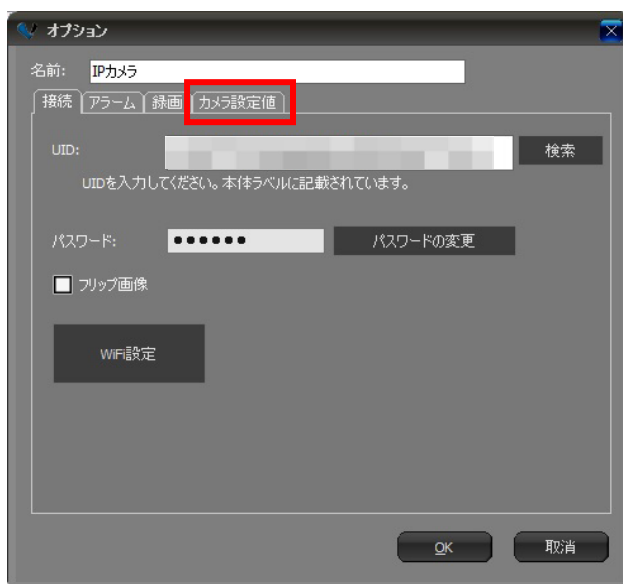 オプション
名前: IPカメラ
接続 アラーム 録画 カメラ設定値
UID: 検索
UIDを入力してください。本体ラベルに記載されています。
パスワード: ●●●●●● パスワードの変更
フリップ画像
WiFi設定
OK 取消